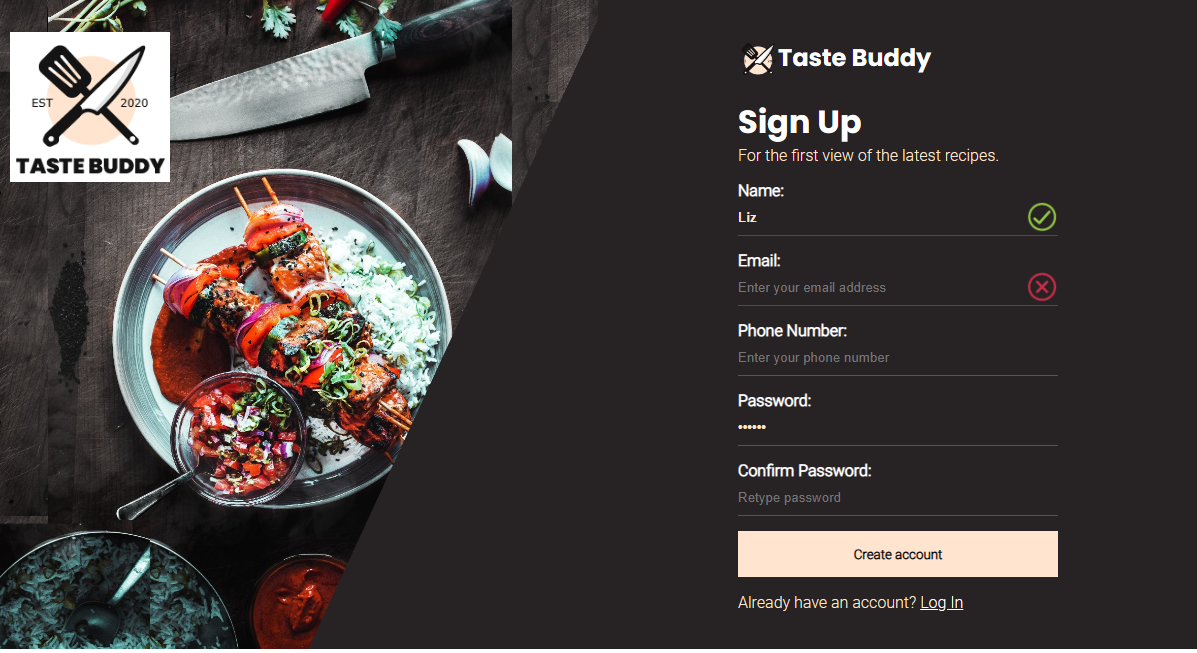 EST 2020
TASTE BUDDY
Taste Buddy
Sign Up
For the first view of the latest recipes.
Name:
Liz
Email:
Enter your email address
Phone Number:
Enter your phone number
Password:
••••••
Confirm Password:
Retype password
Create account
Already have an account? Log In